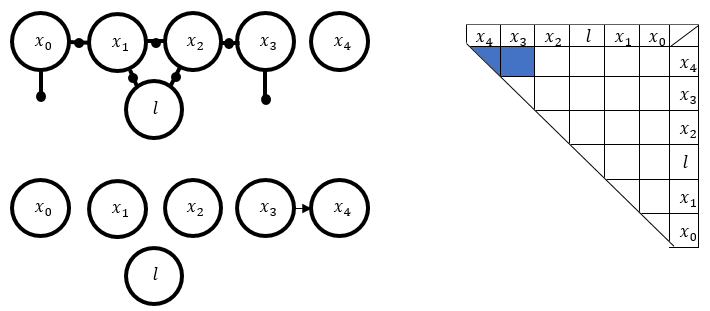 x₀ x₁ x₂ x₃ x₄
l
x₀ x₁ x₂ x₃ x₄
l
x₄ x₃ x₂ l x₁ x₀
x₄
x₃
x₂
l
x₁
x₀